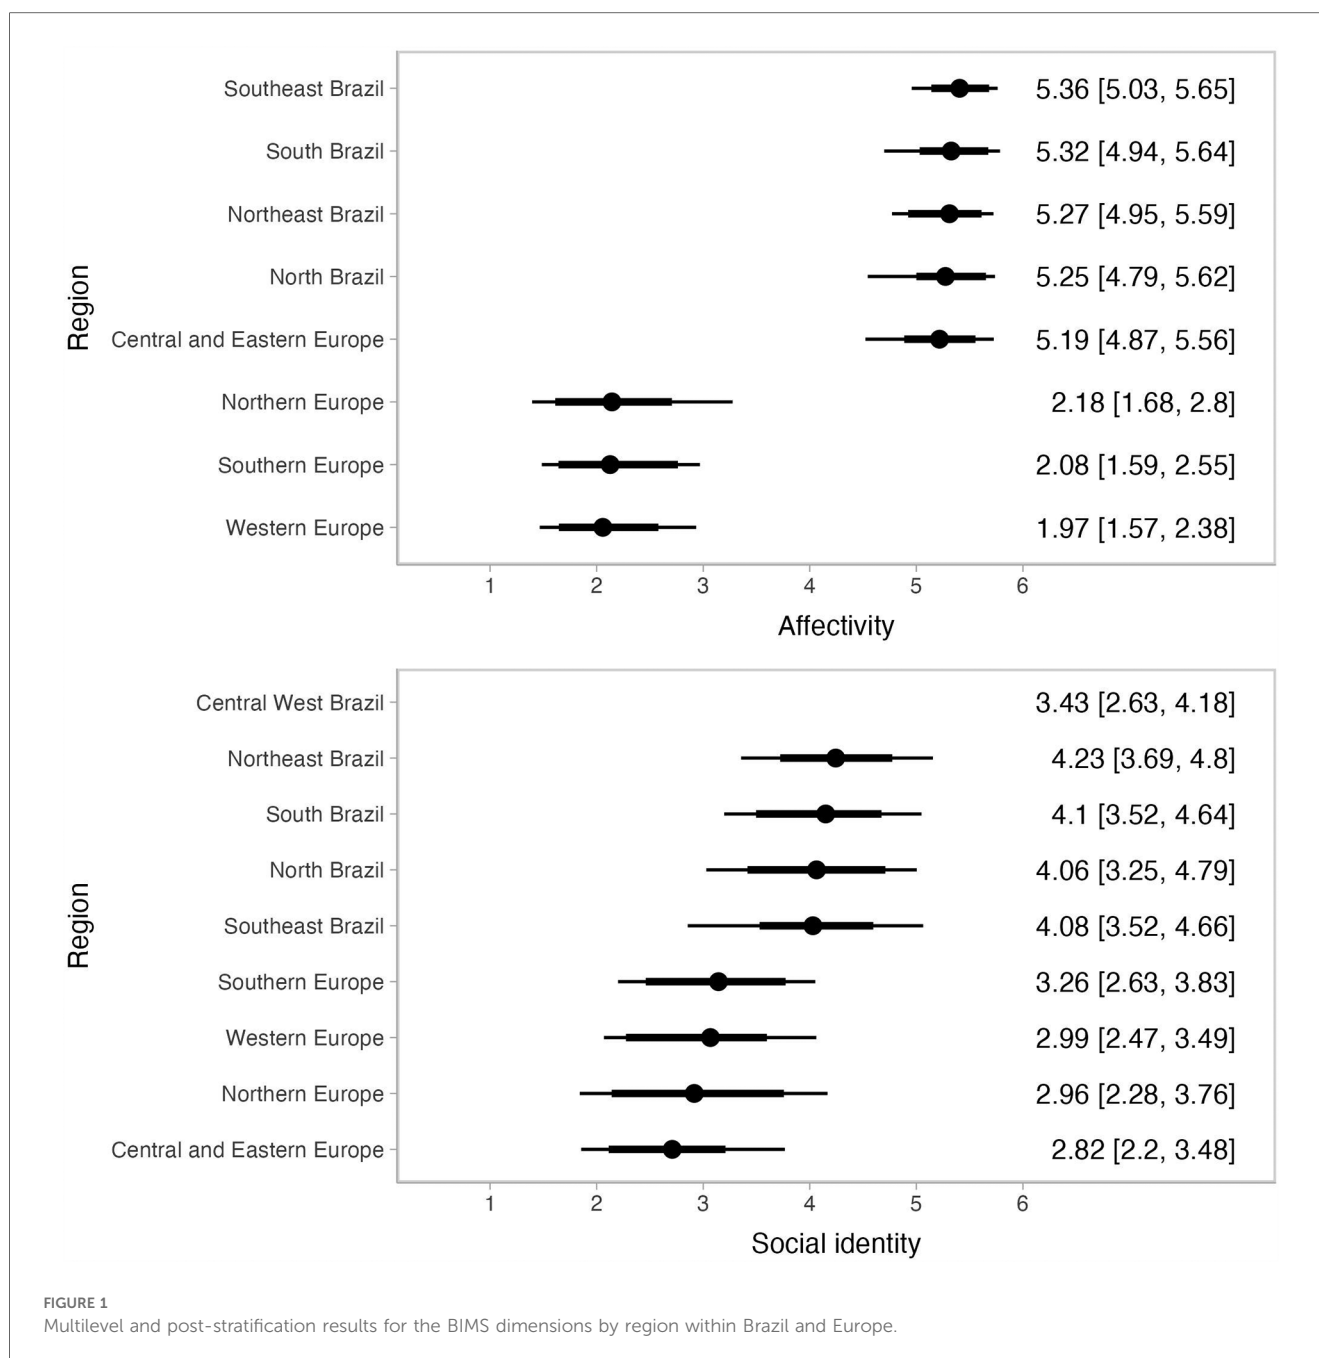 Southeast Brazil 5.36 [5.03, 5.65]
South Brazil 5.32 [4.94, 5.64]
Northeast Brazil 5.27 [4.95, 5.59]
North Brazil 5.25 [4.79, 5.62]
Central and Eastern Europe 5.19 [4.87, 5.56]
Northern Europe 2.18 [1.68, 2.8]
Southern Europe 2.08 [1.59, 2.55]
Western Europe 1.97 [1.57, 2.38]
Region
1 2 3 4 5 6
Affectivity
Central West Brazil 3.43 [2.63, 4.18]
Northeast Brazil 4.23 [3.69, 4.8]
South Brazil 4.1 [3.52, 4.64]
North Brazil 4.06 [3.25, 4.79]
Southeast Brazil 4.08 [3.52, 4.66]
Southern Europe 3.26 [2.63, 3.83]
Western Europe 2.99 [2.47, 3.49]
Northern Europe 2.96 [2.28, 3.76]
Central and Eastern Europe 2.82 [2.2, 3.48]
Region
1 2 3 4 5 6
Social identity
FIGURE 1
Multilevel and post-stratification results for the BIMS dimensions by region within Brazil and Europe.